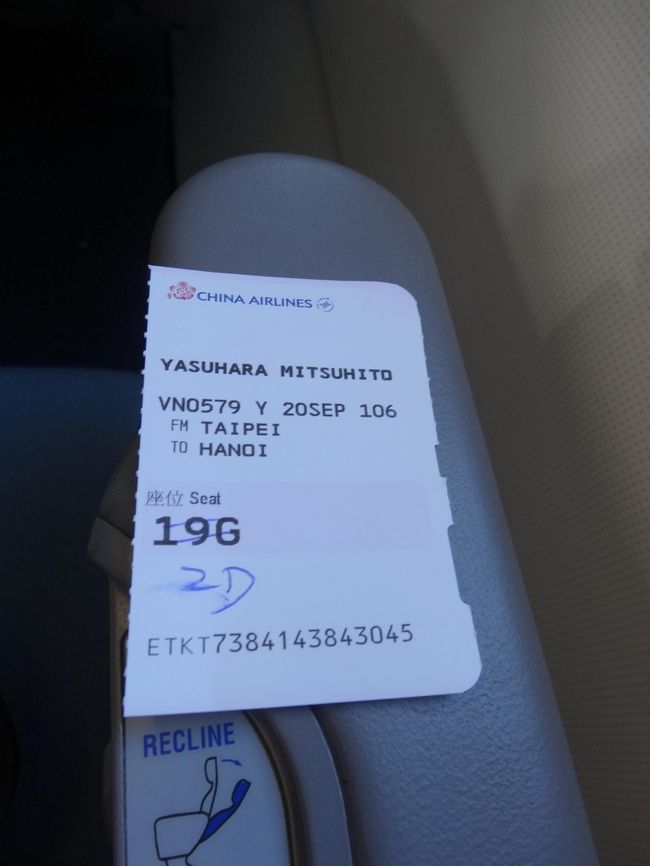 CHINA AIRLINES
YASUHARA MITSUHITO
VN0579 Y 20SEP 106
FM TAIPEI
TO HANOI
座位 Seat
19G
2D
ETKT7384143843045
RECLINE